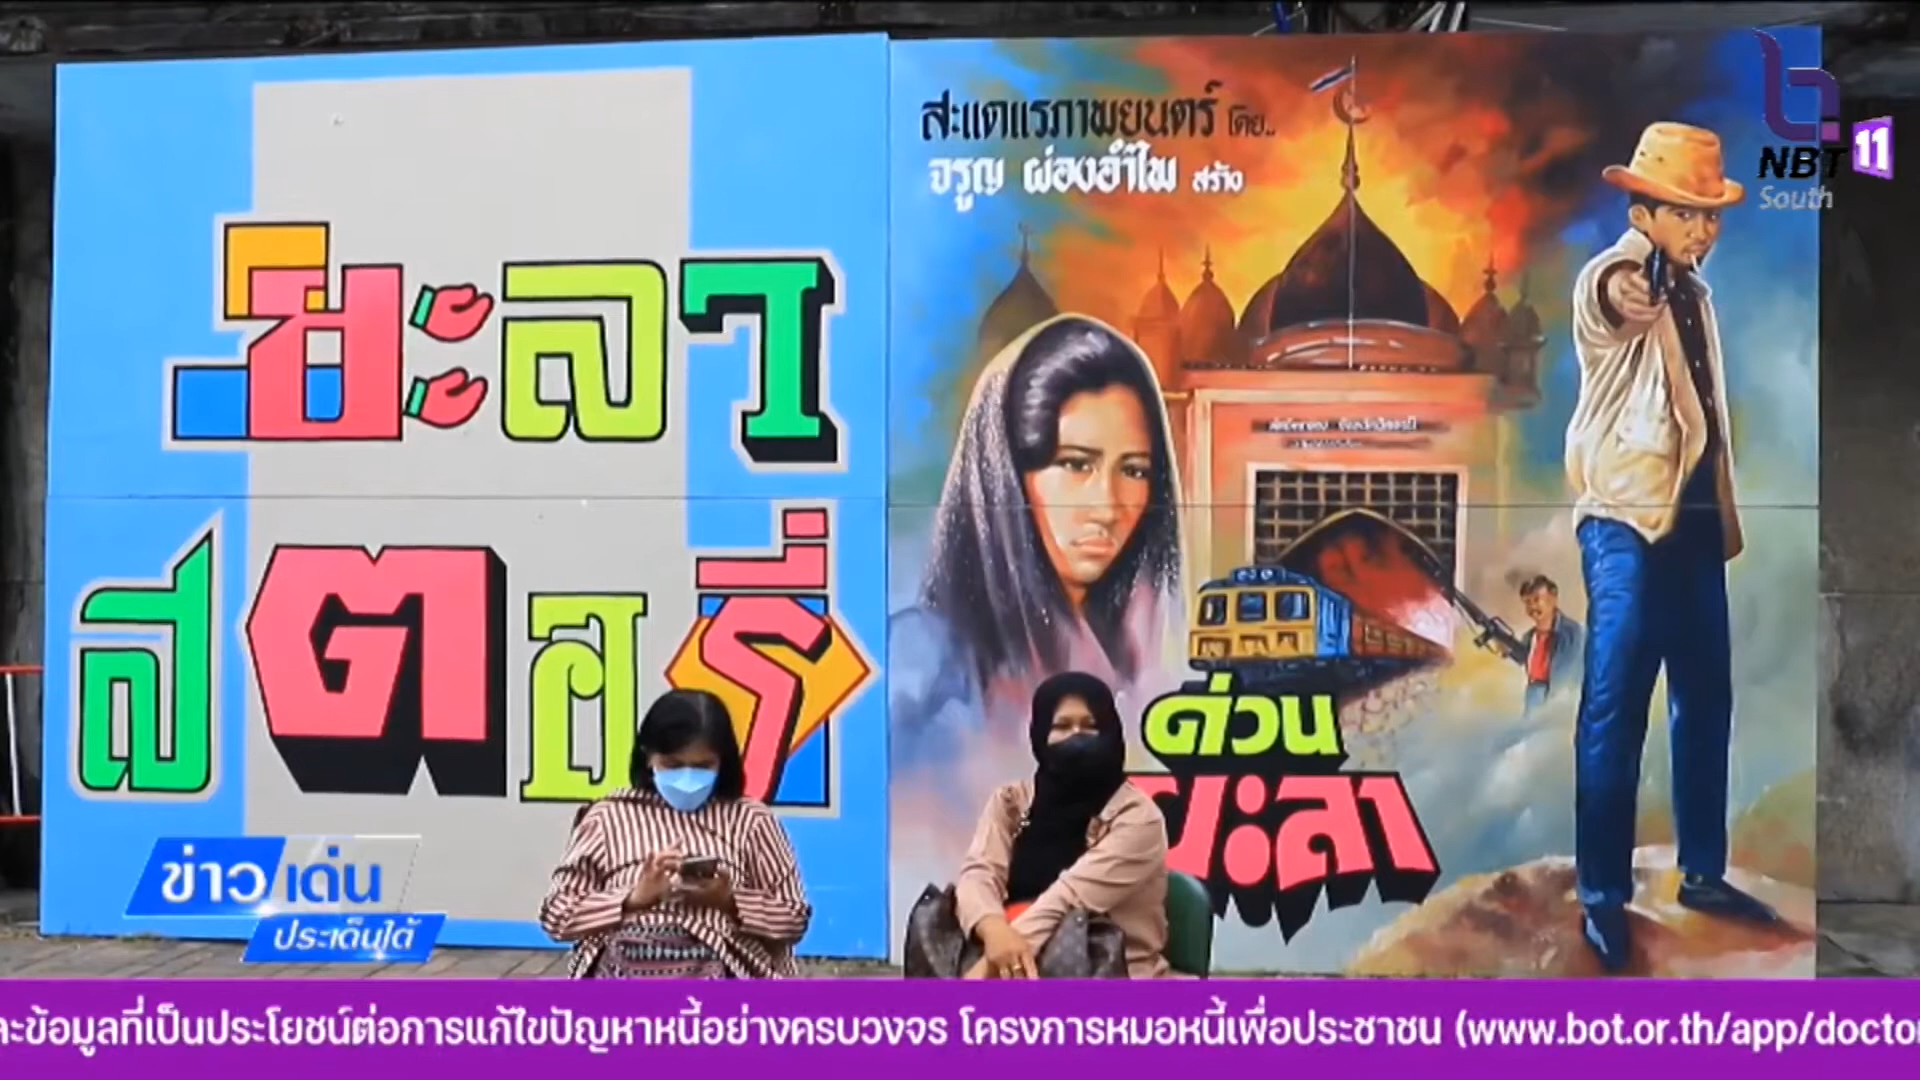 ยะลา
สตอรี่
สะแตแรภาพยนตร์ โดย..
จรูญ ผ่องอำไพ สร้าง
ด่วน
ยะลา
NBT 11
South
ข่าวเด่น
ประเด็นใต้
ละข้อมูลที่เป็นประโยชน์ต่อการแก้ไขปัญหาหนี้อย่างครบวงจร โครงการหมอหนี้เพื่อประชาชน (www.bot.or.th/app/docto